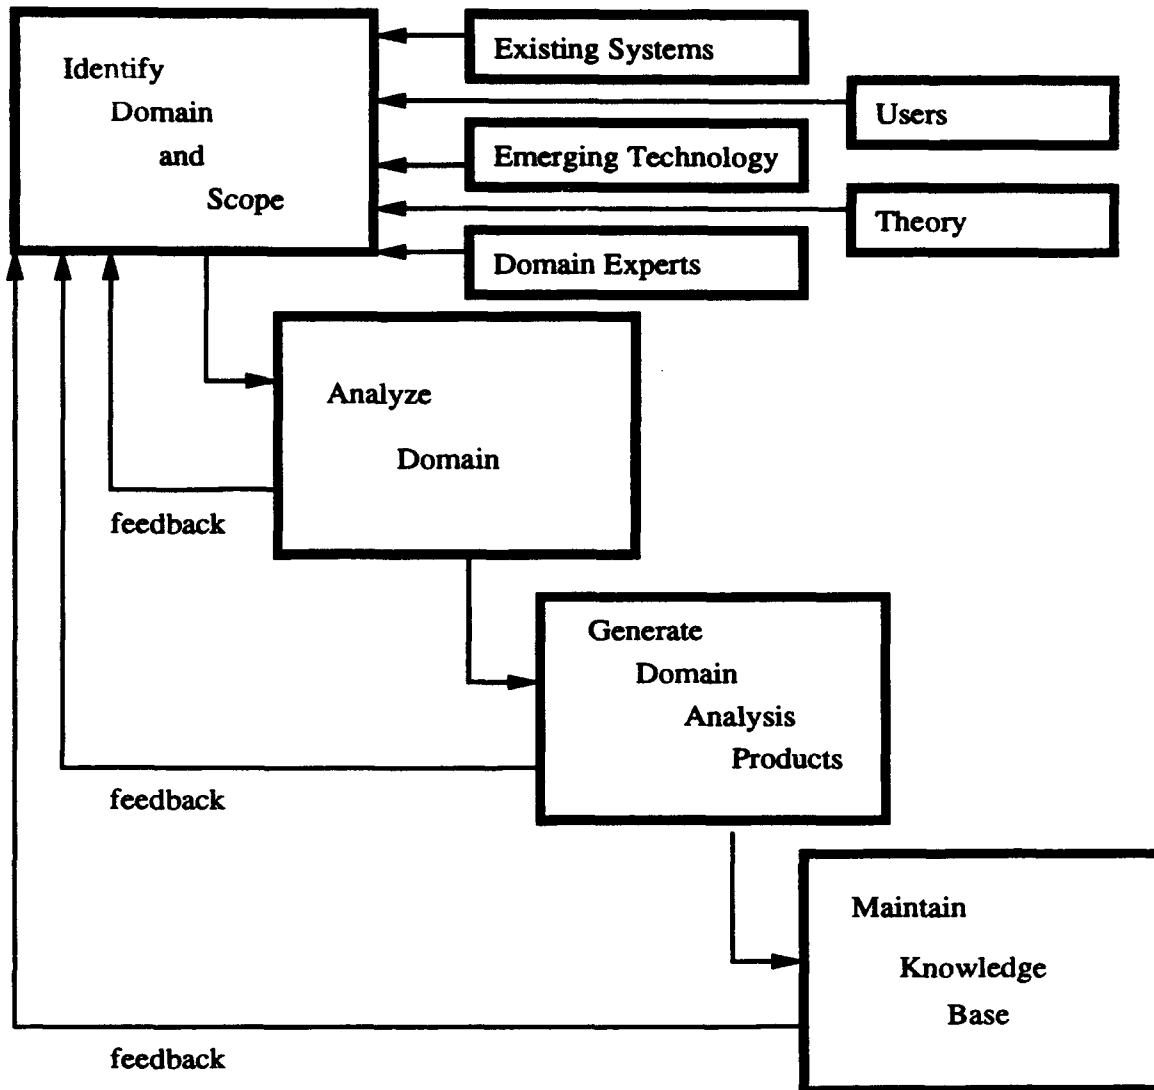 Identify
Domain
and
Scope
Existing Systems
Users
Emerging Technology
Theory
Domain Experts
Analyze
Domain
feedback
Generate
Domain
Analysis
Products
feedback
Maintain
Knowledge
Base
feedback